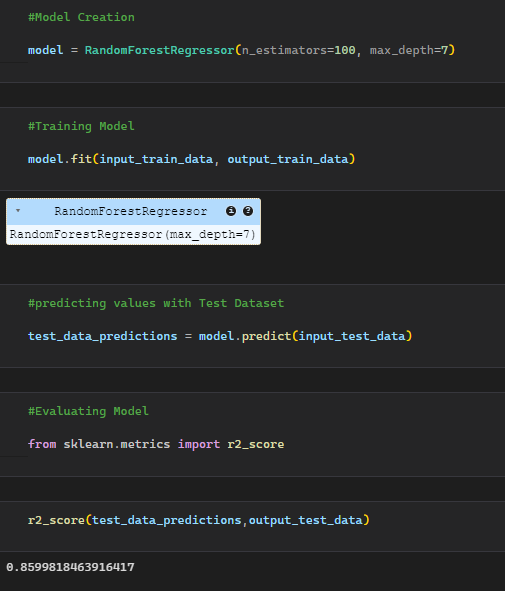 #Model Creation
model = RandomForestRegressor(n_estimators=100, max_depth=7)
#Training Model
model.fit(input_train_data, output_train_data)
RandomForestRegressor i ?
RandomForestRegressor(max_depth=7)
#predicting values with Test Dataset
test_data_predictions = model.predict(input_test_data)
#Evaluating Model
from sklearn.metrics import r2_score
r2_score(test_data_predictions,output_test_data)
0.8599818463916417